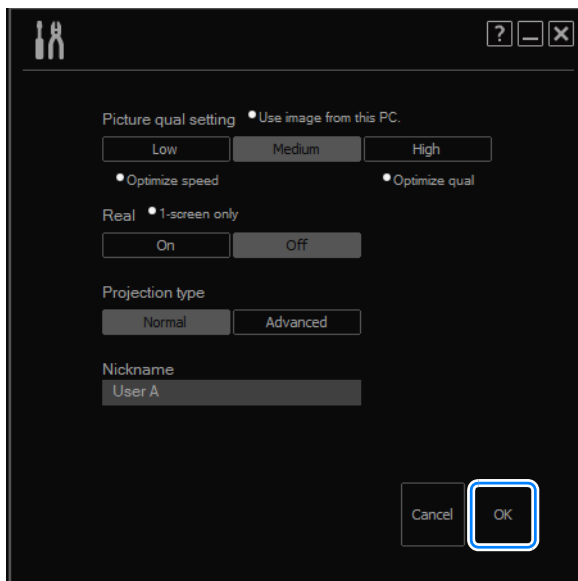 ?
Picture qual setting • Use image from this PC.
Low Medium High
• Optimize speed • Optimize qual
Real • 1-screen only
On Off
Projection type
Normal Advanced
Nickname
User A
Cancel OK